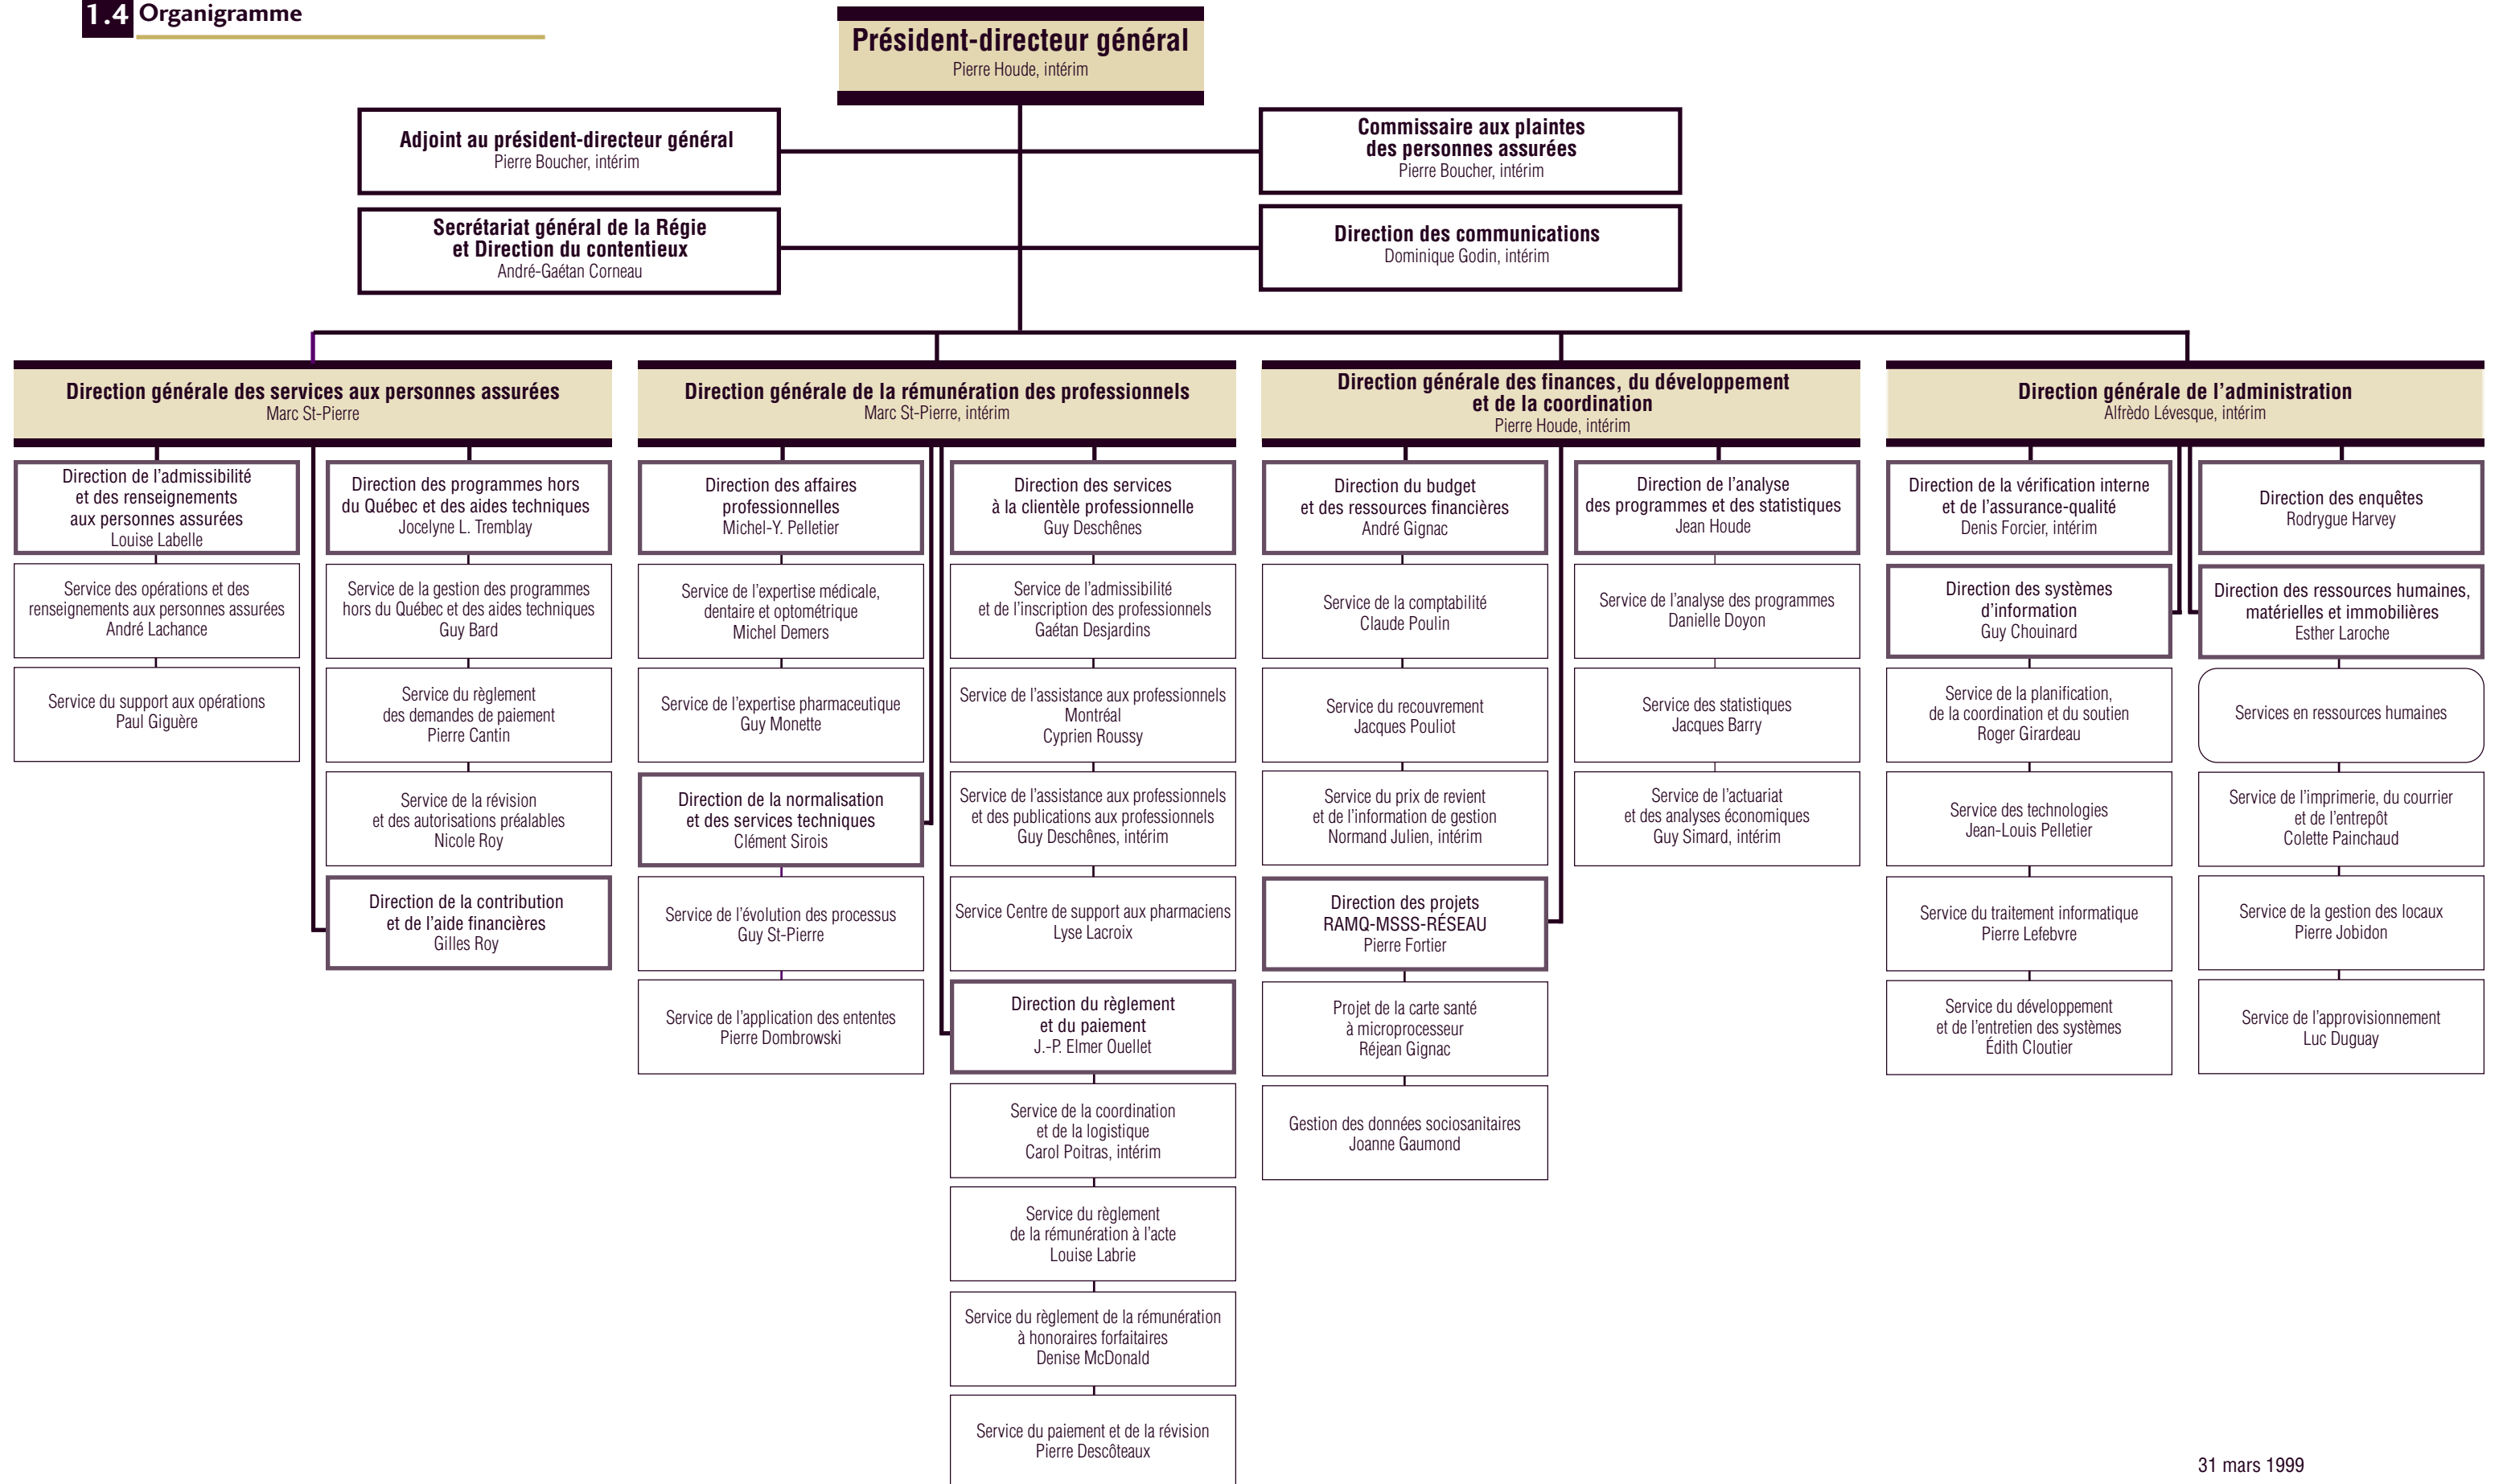 1.4 Organigramme
Président-directeur général
Pierre Houde, intérim
Adjoint au président-directeur général
Pierre Boucher, intérim
Commissaire aux plaintes
des personnes assurées
Pierre Boucher, intérim
Secrétariat général de la Régie
et Direction du contentieux
André-Gaétan Corneau
Direction des communications
Dominique Godin, intérim
Direction générale des services aux personnes assurées
Marc St-Pierre
Direction de l'admissibilité
et des renseignements
aux personnes assurées
Louise Labelle
Service des opérations et des
renseignements aux personnes assurées
André Lachance
Service du support aux opérations
Paul Giguère
Direction des programmes hors
du Québec et des aides techniques
Jocelyne L. Tremblay
Service de la gestion des programmes
hors du Québec et des aides techniques
Guy Bard
Service du règlement
des demandes de paiement
Pierre Cantin
Service de la révision
et des autorisations préalables
Nicole Roy
Direction de la contribution
et de l'aide financières
Gilles Roy
Direction générale de la rémunération des professionnels
Marc St-Pierre, intérim
Direction des affaires
professionnelles
Michel-Y. Pelletier
Service de l'expertise médicale,
dentaire et optométrique
Michel Demers
Service de l'expertise pharmaceutique
Guy Monette
Direction de la normalisation
et des services techniques
Clément Sirois
Service de l'évolution des processus
Guy St-Pierre
Service de l'application des ententes
Pierre Dombrowski
Direction des services
à la clientèle professionnelle
Guy Deschênes
Service de l'admissibilité
et de l'inscription des professionnels
Gaétan Desjardins
Service de l'assistance aux professionnels
Montréal
Cyprien Roussy
Service de l'assistance aux professionnels
et des publications aux professionnels
Guy Deschênes, intérim
Service Centre de support aux pharmaciens
Lyse Lacroix
Direction du règlement
et du paiement
J.-P. Elmer Ouellet
Service de la coordination
et de la logistique
Carol Poitras, intérim
Service du règlement
de la rémunération à l'acte
Louise Labrie
Service du règlement de la rémunération
à honoraires forfaitaires
Denise McDonald
Service du paiement et de la révision
Pierre Descôteaux
Direction générale des finances, du développement
et de la coordination
Pierre Houde, intérim
Direction du budget
et des ressources financières
André Gignac
Service de la comptabilité
Claude Poulin
Service du recouvrement
Jacques Pouliot
Service du prix de revient
et de l'information de gestion
Normand Julien, intérim
Direction des projets
RAMQ-MSSS-RÉSEAU
Pierre Fortier
Projet de la carte santé
à microprocesseur
Réjean Gignac
Gestion des données sociosanitaires
Joanne Gaumond
Direction de l'analyse
des programmes et des statistiques
Jean Houde
Service de l'analyse des programmes
Danielle Doyon
Service des statistiques
Jacques Barry
Service de l'actuariat
et des analyses économiques
Guy Simard, intérim
Direction générale de l'administration
Alfrèdo Lévesque, intérim
Direction de la vérification interne
et de l'assurance-qualité
Denis Forcier, intérim
Direction des systèmes
d'information
Guy Chouinard
Service de la planification,
de la coordination et du soutien
Roger Girardeau
Service des technologies
Jean-Louis Pelletier
Service du traitement informatique
Pierre Lefebvre
Service du développement
et de l'entretien des systèmes
Édith Cloutier
Direction des enquêtes
Rodrygue Harvey
Direction des ressources humaines,
matérielles et immobilières
Esther Laroche
Services en ressources humaines
Service de l'imprimerie, du courrier
et de l'entrepôt
Colette Painchaud
Service de la gestion des locaux
Pierre Jobidon
Service de l'approvisionnement
Luc Duguay
31 mars 1999